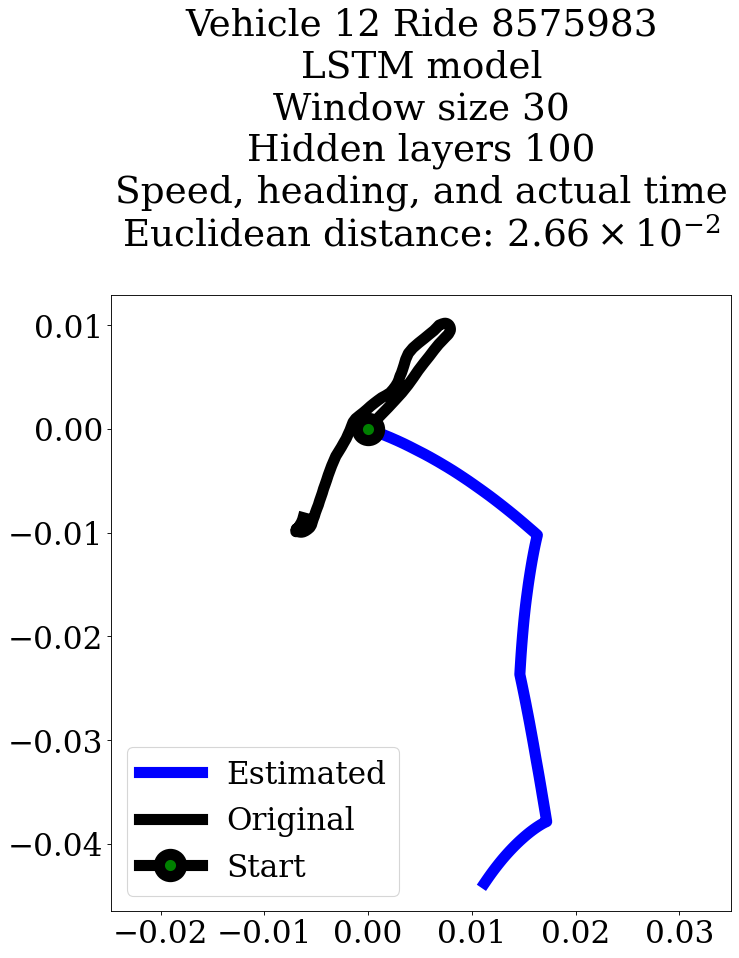 Vehicle 12 Ride 8575983
LSTM model
Window size 30
Hidden layers 100
Speed, heading, and actual time
Euclidean distance: 2.66 × 10⁻²
0.01
0.00
−0.01
−0.02
−0.03
−0.04
Estimated
Original
Start
−0.02 −0.01 0.00 0.01 0.02 0.03